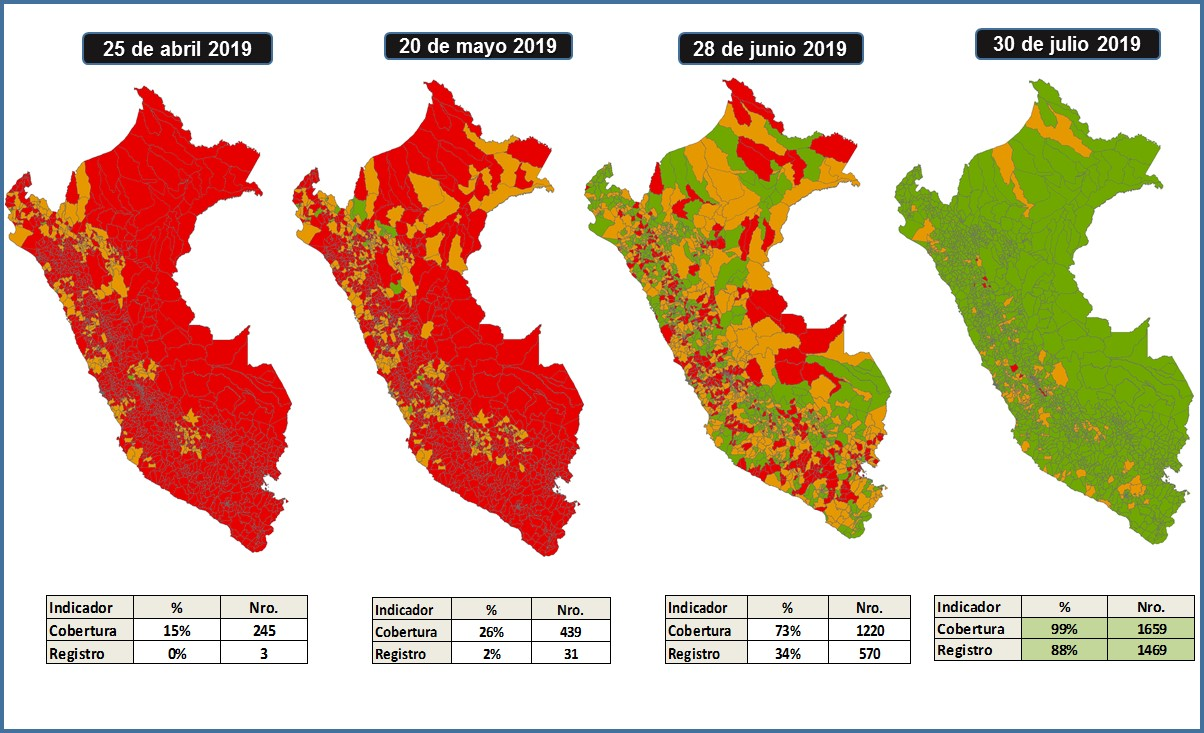 25 de abril 2019
20 de mayo 2019
28 de junio 2019
30 de julio 2019
Indicador % Nro.
Cobertura 15% 245
Registro 0% 3
Indicador % Nro.
Cobertura 26% 439
Registro 2% 31
Indicador % Nro.
Cobertura 73% 1220
Registro 34% 570
Indicador % Nro.
Cobertura 99% 1659
Registro 88% 1469